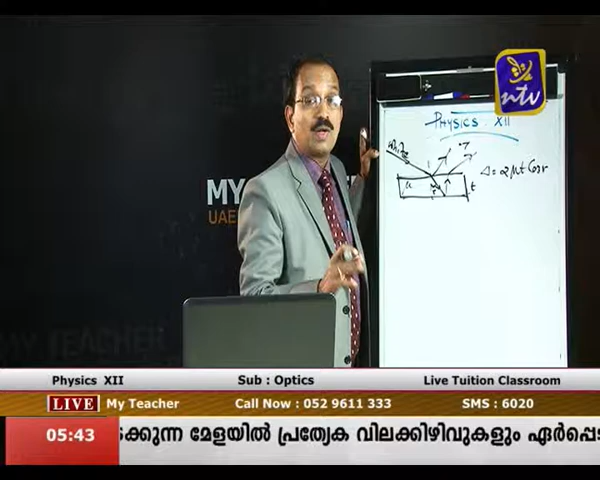 ntv
PHYSICS . XII
μ
t
Δ = 2μt Cos r
MY
UAE
MY TEACHER
Physics XII
Sub : Optics
Live Tuition Classroom
LIVE My Teacher
Call Now : 052 9611 333
SMS : 6020
05:43
ക്കുന്ന മേളയിൽ പ്രത്യേക വിലക്കിഴിവുകളും ഏർപ്പെ